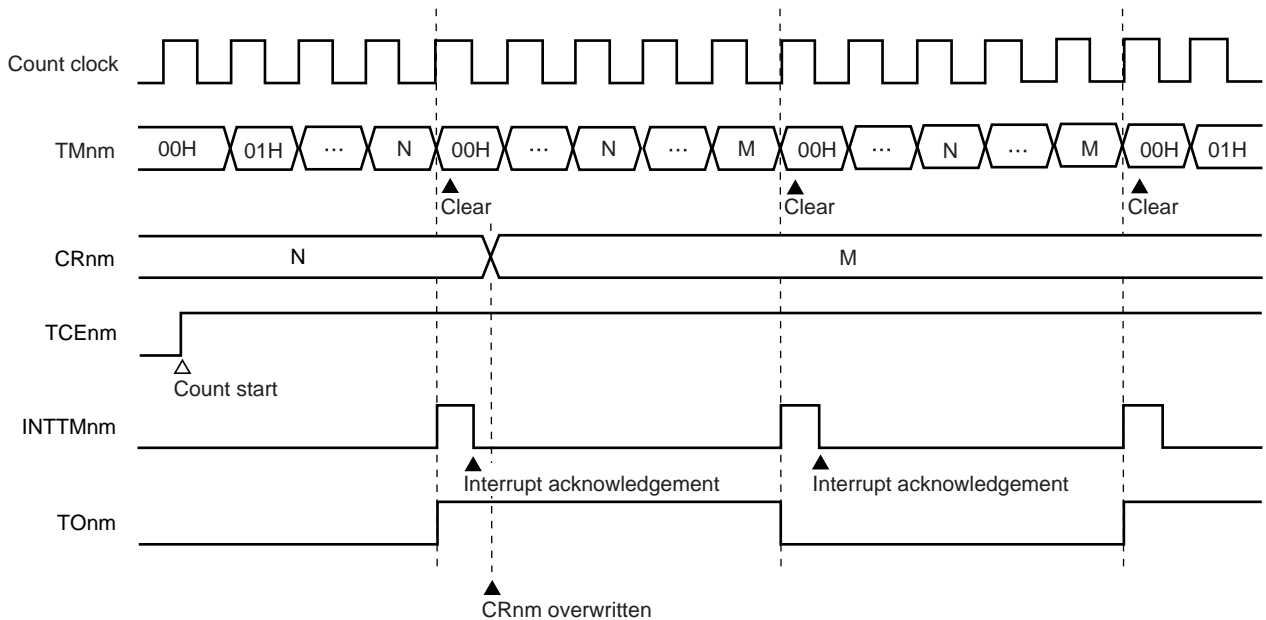 Count clock
TMnm 00H 01H ... N 00H ... N ... M 00H ... N ... M 00H 01H
Clear Clear Clear
CRnm N M
TCEnm
Count start
INTTMnm
Interrupt acknowledgement Interrupt acknowledgement
TOnm
CRnm overwritten